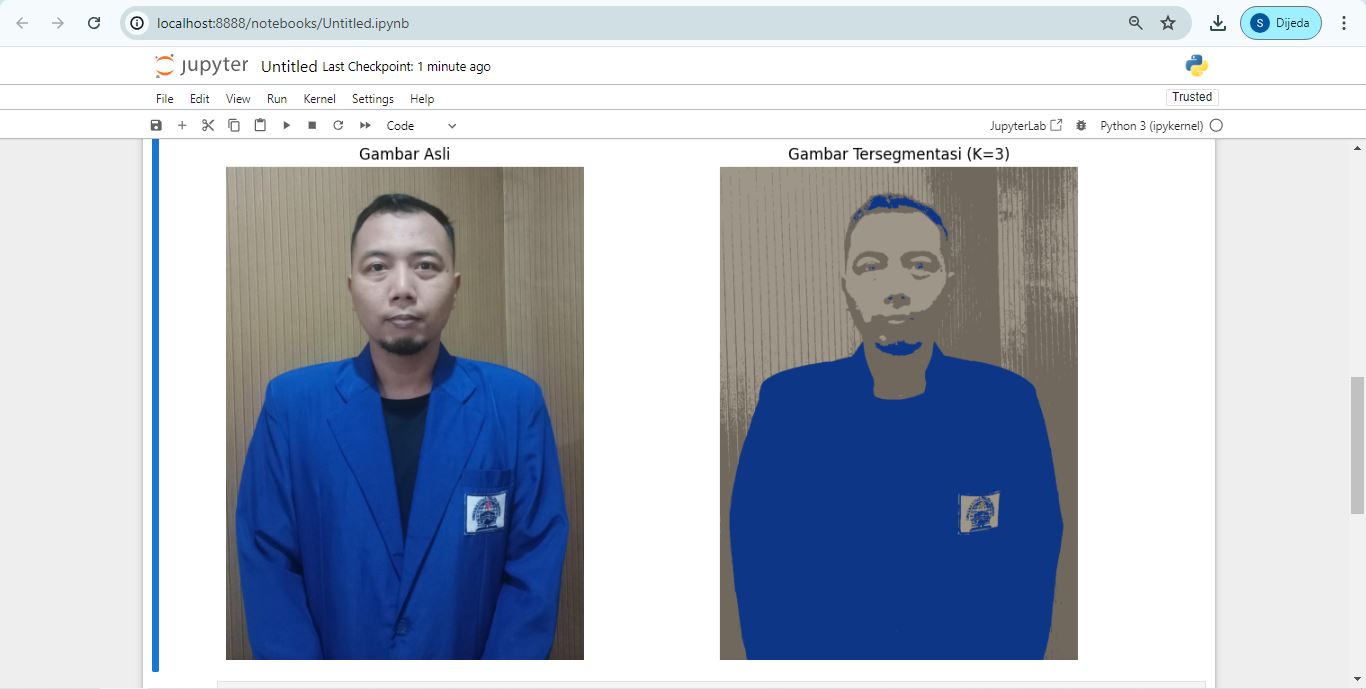 localhost:8888/notebooks/Untitled.ipynb
S Dijeda
jupyter Untitled Last Checkpoint: 1 minute ago
File Edit View Run Kernel Settings Help
Trusted
Code
JupyterLab
Python 3 (ipykernel)
Gambar Asli
Gambar Tersegmentasi (K=3)